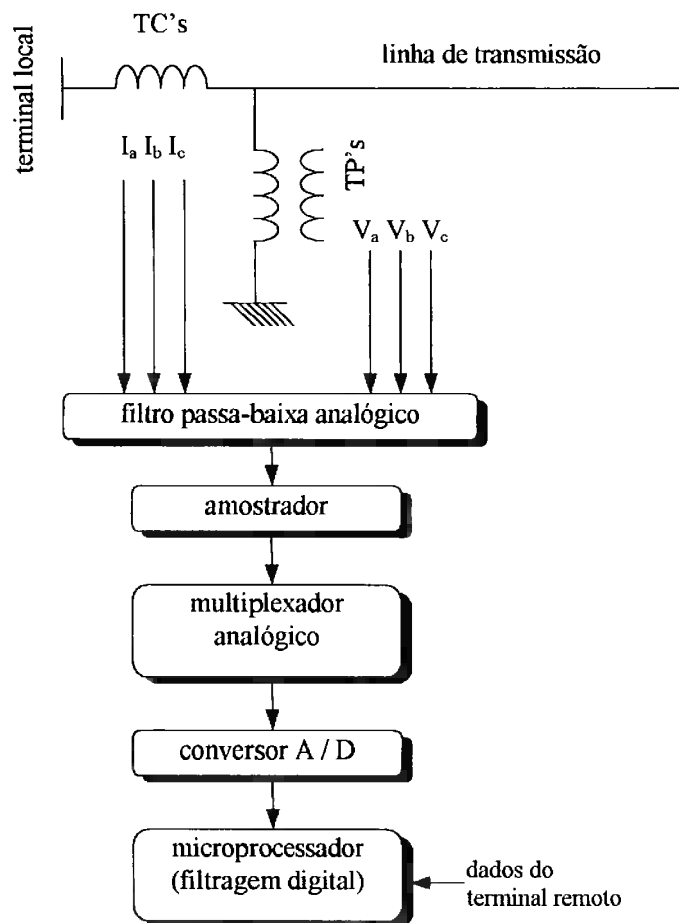 TC's
linha de transmissão
terminal local
Ia Ib Ic
TP's
Va Vb Vc
filtro passa-baixa analógico
amostrador
multiplexador
analógico
conversor A / D
microprocessador
(filtragem digital)
dados do
terminal remoto